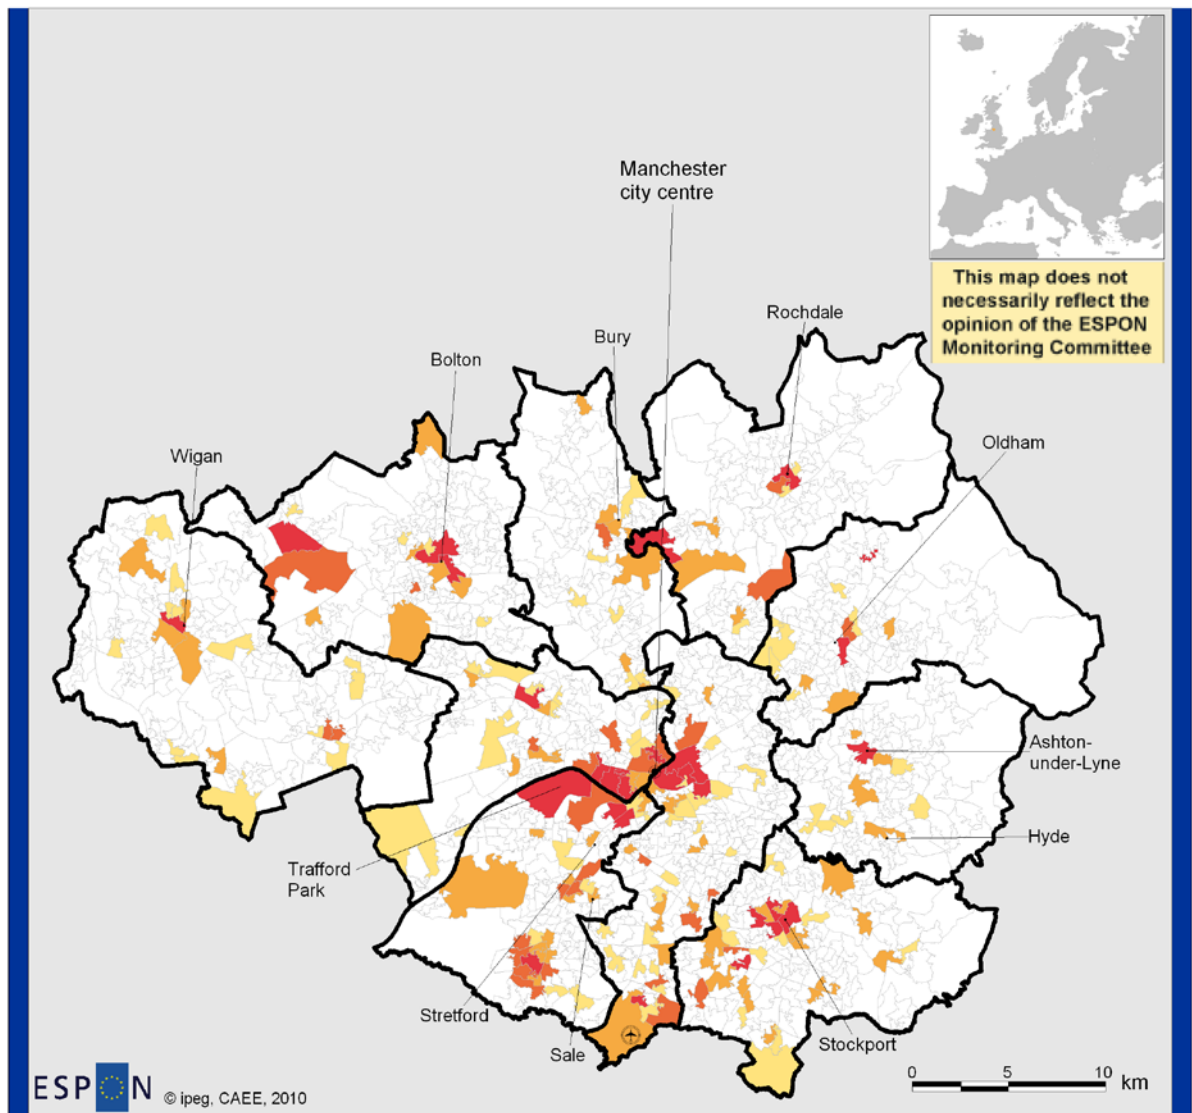 Manchester
city centre
This map does not
necessarily reflect the
opinion of the ESPON
Monitoring Committee
Rochdale
Bury
Bolton
Oldham
Wigan
Ashton-
under-Lyne
Hyde
Trafford
Park
Stretford
Sale
Stockport
0 5 10 km
ESPON © ipeg, CAEE, 2010